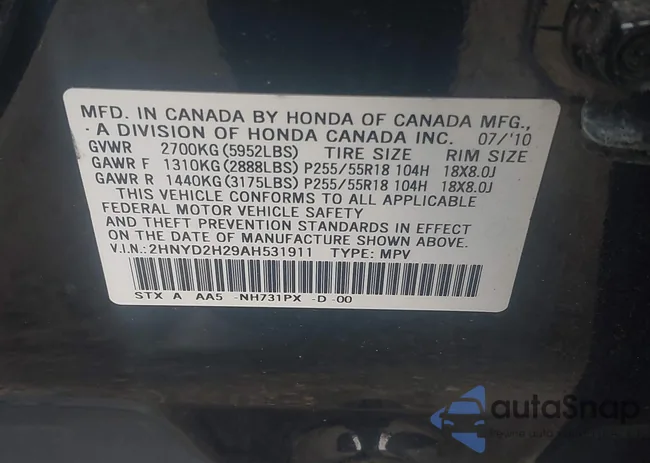 MFD. IN CANADA BY HONDA OF CANADA MFG.,
A DIVISION OF HONDA CANADA INC. 07/'10
GVWR 2700KG(5952LBS) TIRE SIZE RIM SIZE
GAWR F 1310KG(2888LBS) P255/55R18 104H 18X8.0J
GAWR R 1440KG(3175LBS) P255/55R18 104H 18X8.0J
THIS VEHICLE CONFORMS TO ALL APPLICABLE
FEDERAL MOTOR VEHICLE SAFETY
AND THEFT PREVENTION STANDARDS IN EFFECT
ON THE DATE OF MANUFACTURE SHOWN ABOVE.
V.I.N.:2HNYD2H29AH531911 TYPE: MPV
STX A AA5 -NH731PX -D -00
autaSnap